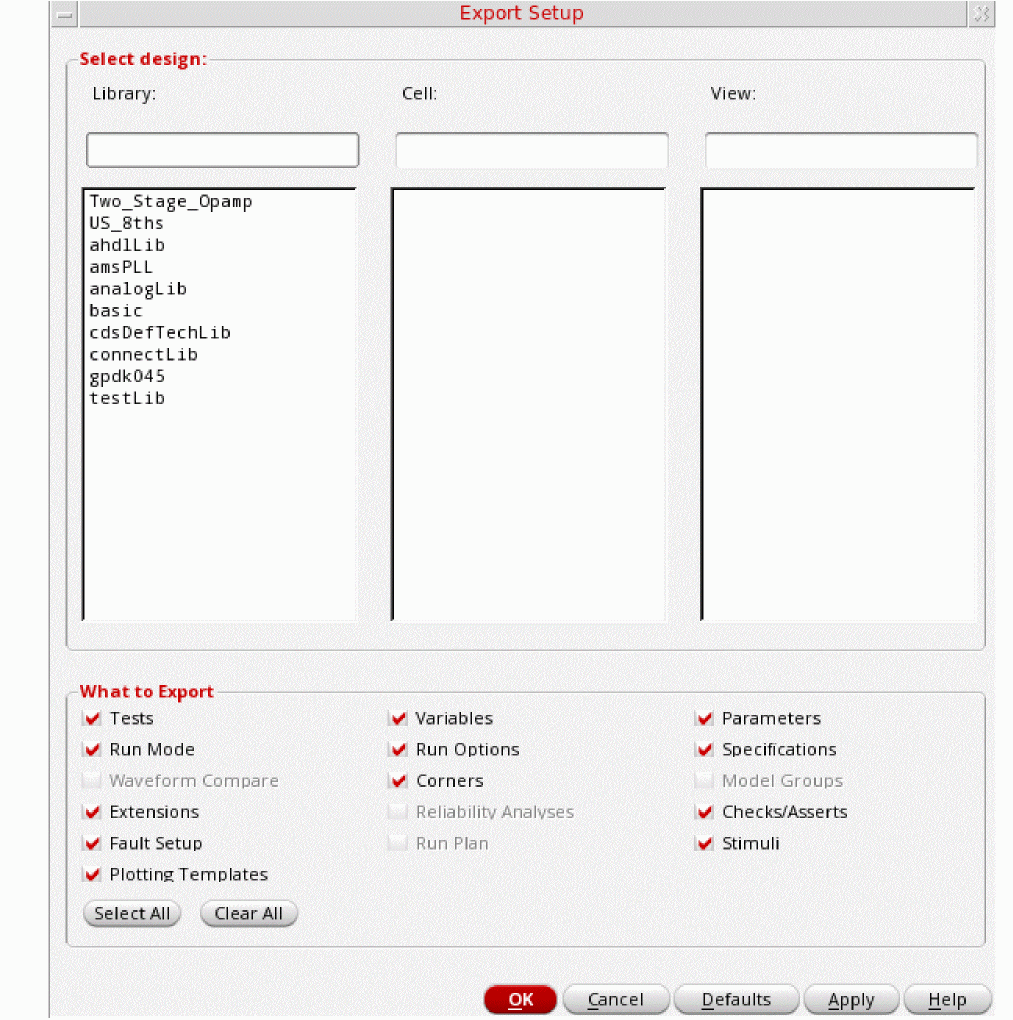 Export Setup
Select design:
Library: Cell: View:
Two_Stage_Opamp
US_8ths
ahdlLib
amsPLL
analogLib
basic
cdsDefTechLib
connectLib
gpdk045
testLib
What to Export
Tests Variables Parameters
Run Mode Run Options Specifications
Waveform Compare Corners Model Groups
Extensions Reliability Analyses Checks/Asserts
Fault Setup Run Plan Stimuli
Plotting Templates
Select All Clear All
OK Cancel Defaults Apply Help